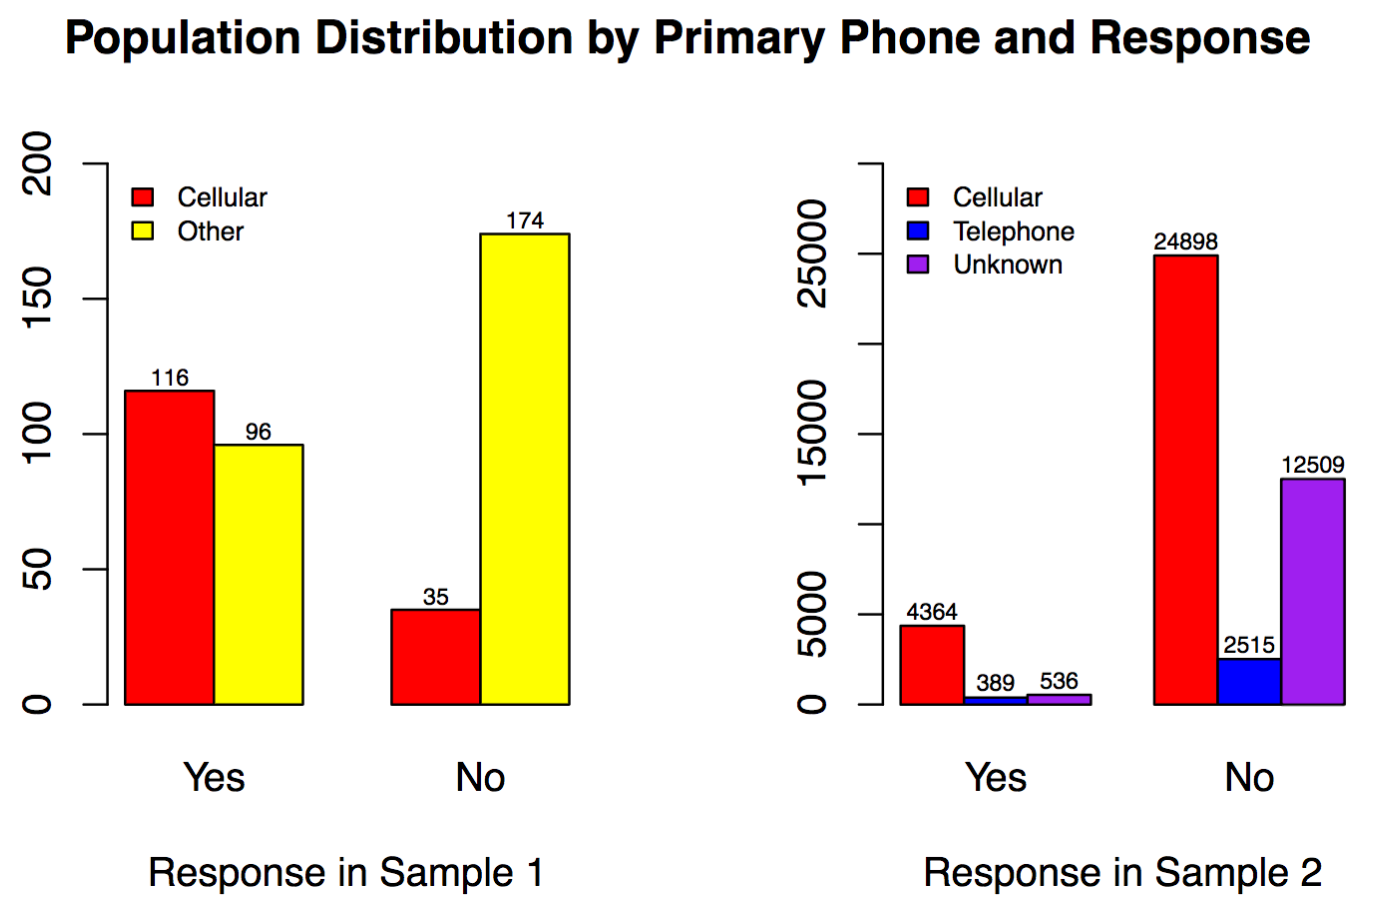 Population Distribution by Primary Phone and Response
200
150
100
50
0
Cellular
Other
116
96
35
174
Yes
No
Response in Sample 1
25000
15000
5000
0
Cellular
Telephone
Unknown
4364
389
536
24898
2515
12509
Yes
No
Response in Sample 2